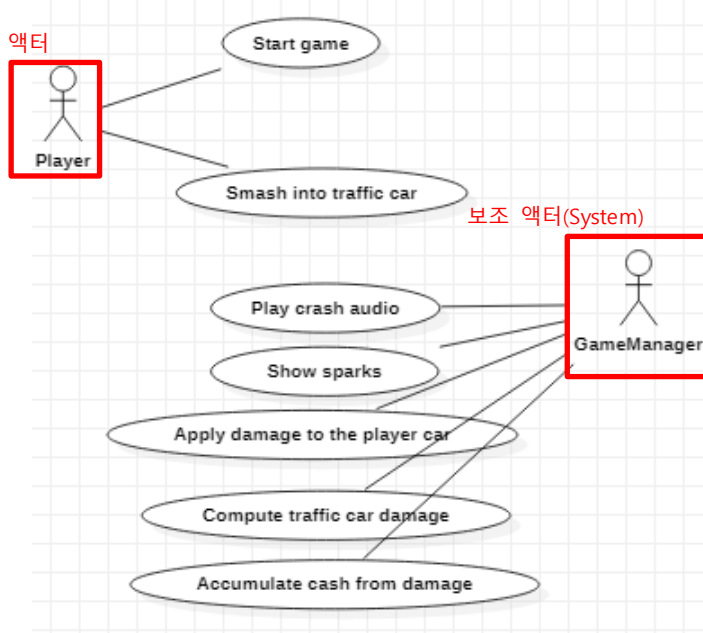 Start game
액터
Player
Smash into traffic car
보조 액터(System)
Play crash audio
GameManager
Show sparks
Apply damage to the player car
Compute traffic car damage
Accumulate cash from damage